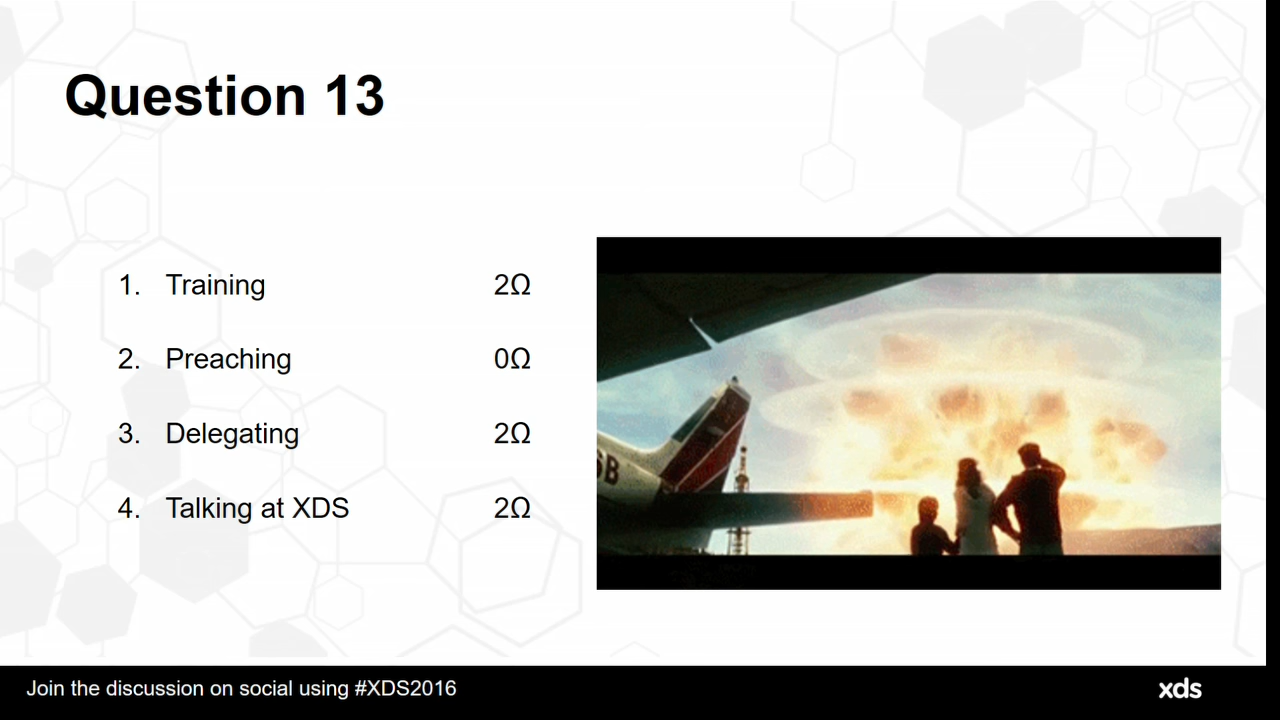 Question 13
1. Training 2Ω
2. Preaching 0Ω
3. Delegating 2Ω
4. Talking at XDS 2Ω
6B
Join the discussion on social using #XDS2016
xds